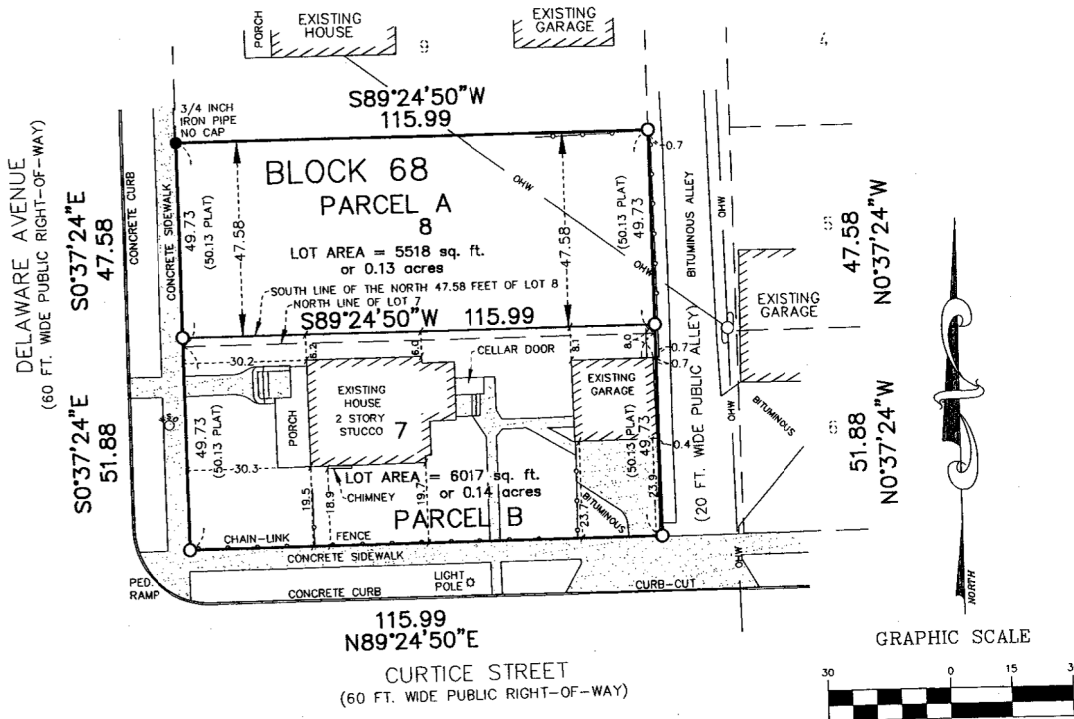 EXISTING
HOUSE
PORCH
9
EXISTING
GARAGE
4
S89°24'50"W
115.99
3/4 INCH
IRON PIPE
NO CAP
DELAWARE AVENUE
(60 FT. WIDE PUBLIC RIGHT-OF-WAY)
S0°37'24"E
47.58
CONCRETE CURB
CONCRETE SIDEWALK
49.73
(50.13 PLAT)
47.58
BLOCK 68
PARCEL A
8
LOT AREA = 5518 sq. ft.
or 0.13 acres
OHW
47.58
(50.13 PLAT)
49.73
0.7
OHW
BITUMINOUS ALLEY
OHW
47.58
N0°37'24"W
EXISTING
GARAGE
SOUTH LINE OF THE NORTH 47.58 FEET OF LOT 8
NORTH LINE OF LOT 7
S89°24'50"W 115.99
30.2
6.2
6.0
CELLAR DOOR
8.1
8.0
0.7
0.7
EXISTING
HOUSE
2 STORY
STUCCO
7
PORCH
EXISTING
GARAGE
S0°37'24"E
51.88
49.73
(50.13 PLAT)
30.3
LOT AREA = 6017 sq. ft.
or 0.14 acres
CHIMNEY
19.5
18.9
19.7
PARCEL B
23.7
BITUMINOUS
(50.13 PLAT)
49.73
23.9
0.4
(20 FT. WIDE PUBLIC ALLEY)
OHW
BITUMINOUS
51.88
N0°37'24"W
CHAIN-LINK FENCE
CONCRETE SIDEWALK
OHW
PED.
RAMP
CONCRETE CURB
LIGHT
POLE
CURB-CUT
115.99
N89°24'50"E
CURTICE STREET
(60 FT. WIDE PUBLIC RIGHT-OF-WAY)
NORTH
GRAPHIC SCALE
30 0 15